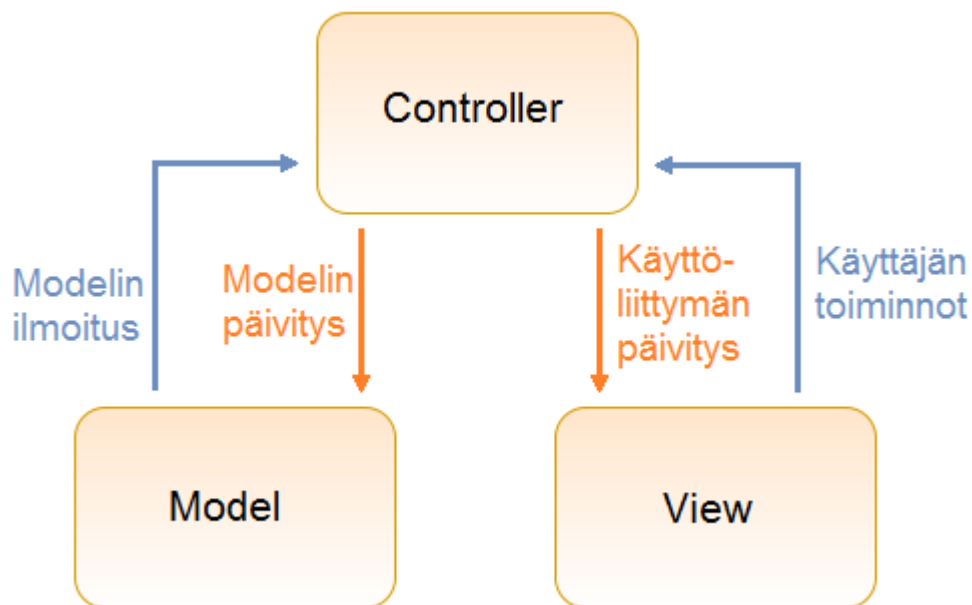 Controller
Modelin
ilmoitus
Modelin
päivitys
Käyttö-
liittymän
päivitys
Käyttäjän
toiminnot
Model
View